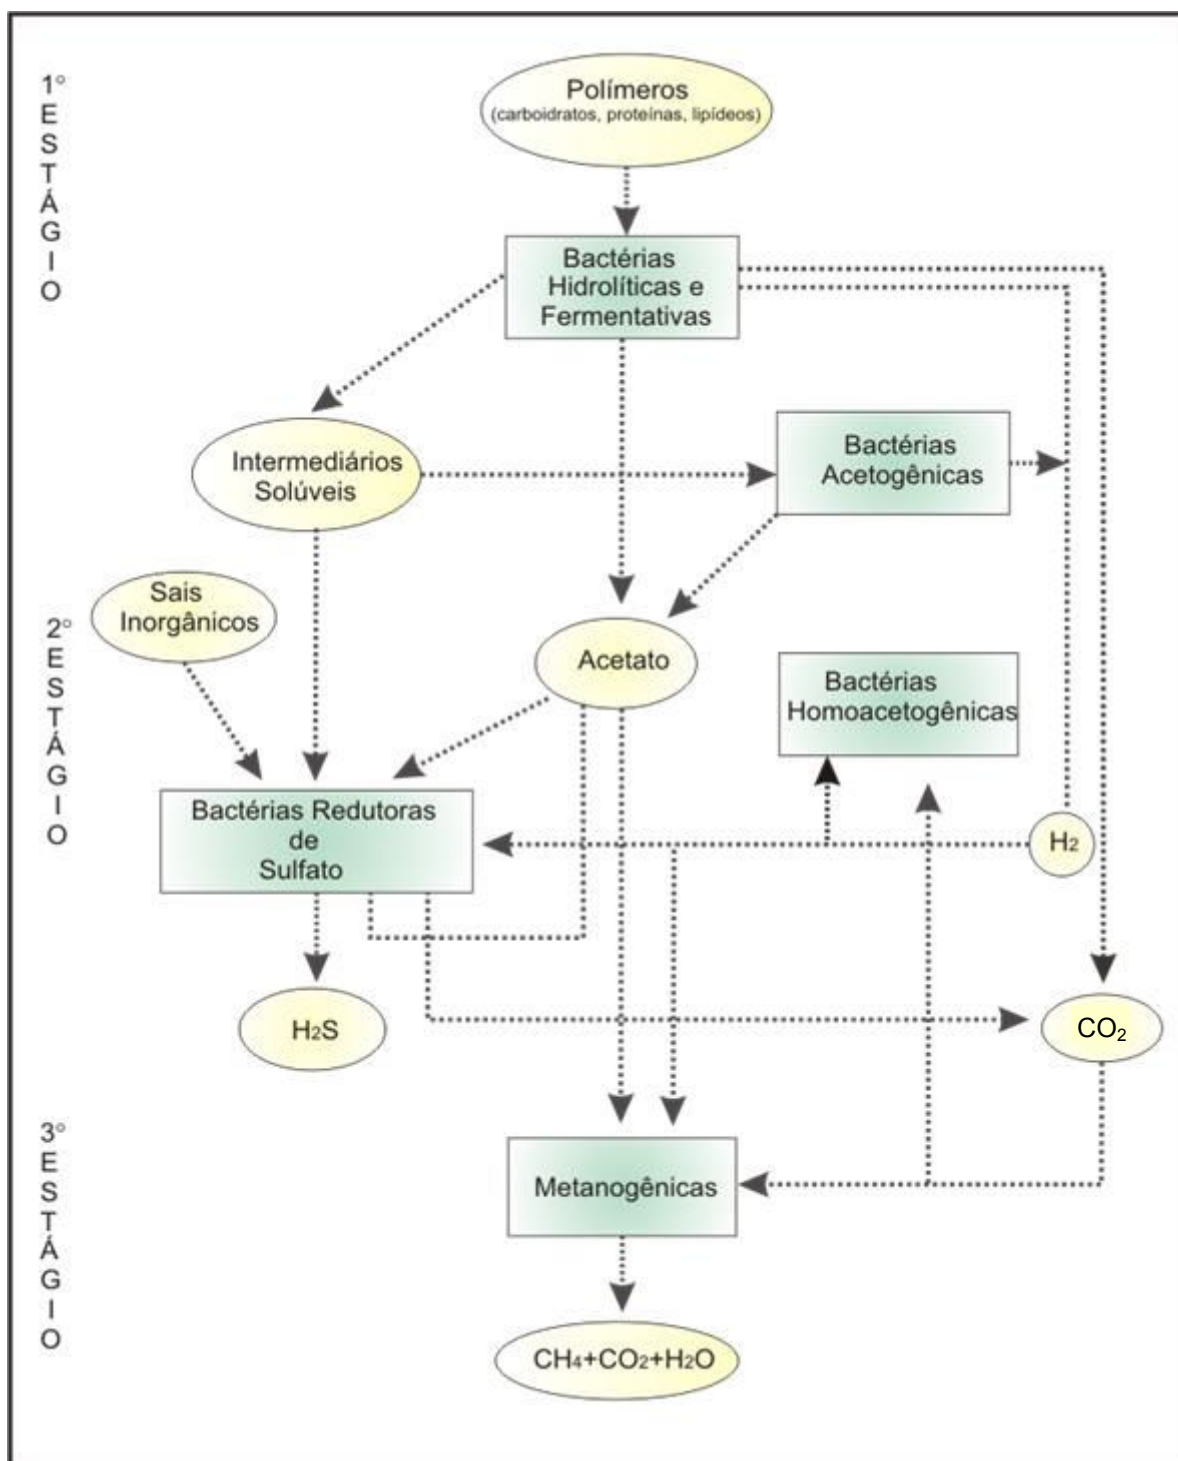 1°
E
S
T
Á
G
I
O
Polímeros
(carboidratos, proteínas, lipídeos)
Bactérias
Hidrolíticas e
Fermentativas
Intermediários
Solúveis
Bactérias
Acetogênicas
2°
E
S
T
Á
G
I
O
Sais
Inorgânicos
Acetato
Bactérias
Homoacetogênicas
Bactérias Redutoras
de
Sulfato
H₂
H₂S
CO₂
3°
E
S
T
Á
G
I
O
Metanogênicas
CH₄+CO₂+H₂O